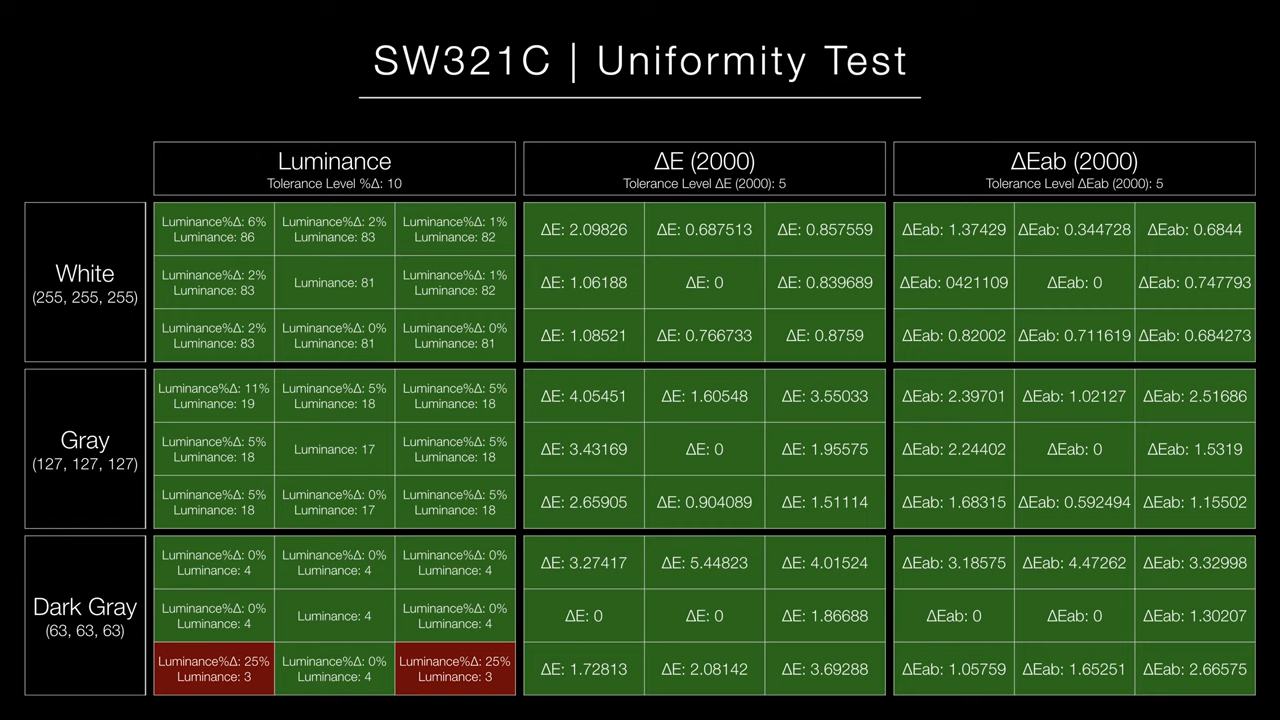 SW321C | Uniformity Test
Luminance
Tolerance Level %Δ: 10
ΔE (2000)
Tolerance Level ΔE (2000): 5
ΔEab (2000)
Tolerance Level ΔEab (2000): 5
White
(255, 255, 255)
Luminance%Δ: 6%
Luminance: 86
Luminance%Δ: 2%
Luminance: 83
Luminance%Δ: 1%
Luminance: 82
ΔE: 2.09826
ΔE: 0.687513
ΔE: 0.857559
ΔEab: 1.37429
ΔEab: 0.344728
ΔEab: 0.6844
Luminance%Δ: 2%
Luminance: 83
Luminance: 81
Luminance%Δ: 1%
Luminance: 82
ΔE: 1.06188
ΔE: 0
ΔE: 0.839689
ΔEab: 0421109
ΔEab: 0
ΔEab: 0.747793
Luminance%Δ: 2%
Luminance: 83
Luminance%Δ: 0%
Luminance: 81
Luminance%Δ: 0%
Luminance: 81
ΔE: 1.08521
ΔE: 0.766733
ΔE: 0.8759
ΔEab: 0.82002
ΔEab: 0.711619
ΔEab: 0.684273
Gray
(127, 127, 127)
Luminance%Δ: 11%
Luminance: 19
Luminance%Δ: 5%
Luminance: 18
Luminance%Δ: 5%
Luminance: 18
ΔE: 4.05451
ΔE: 1.60548
ΔE: 3.55033
ΔEab: 2.39701
ΔEab: 1.02127
ΔEab: 2.51686
Luminance%Δ: 5%
Luminance: 18
Luminance: 17
Luminance%Δ: 5%
Luminance: 18
ΔE: 3.43169
ΔE: 0
ΔE: 1.95575
ΔEab: 2.24402
ΔEab: 0
ΔEab: 1.5319
Luminance%Δ: 5%
Luminance: 18
Luminance%Δ: 0%
Luminance: 17
Luminance%Δ: 5%
Luminance: 18
ΔE: 2.65905
ΔE: 0.904089
ΔE: 1.51114
ΔEab: 1.68315
ΔEab: 0.592494
ΔEab: 1.15502
Dark Gray
(63, 63, 63)
Luminance%Δ: 0%
Luminance: 4
Luminance%Δ: 0%
Luminance: 4
Luminance%Δ: 0%
Luminance: 4
ΔE: 3.27417
ΔE: 5.44823
ΔE: 4.01524
ΔEab: 3.18575
ΔEab: 4.47262
ΔEab: 3.32998
Luminance%Δ: 0%
Luminance: 4
Luminance: 4
Luminance%Δ: 0%
Luminance: 4
ΔE: 0
ΔE: 0
ΔE: 1.86688
ΔEab: 0
ΔEab: 0
ΔEab: 1.30207
Luminance%Δ: 25%
Luminance: 3
Luminance%Δ: 0%
Luminance: 4
Luminance%Δ: 25%
Luminance: 3
ΔE: 1.72813
ΔE: 2.08142
ΔE: 3.69288
ΔEab: 1.05759
ΔEab: 1.65251
ΔEab: 2.66575